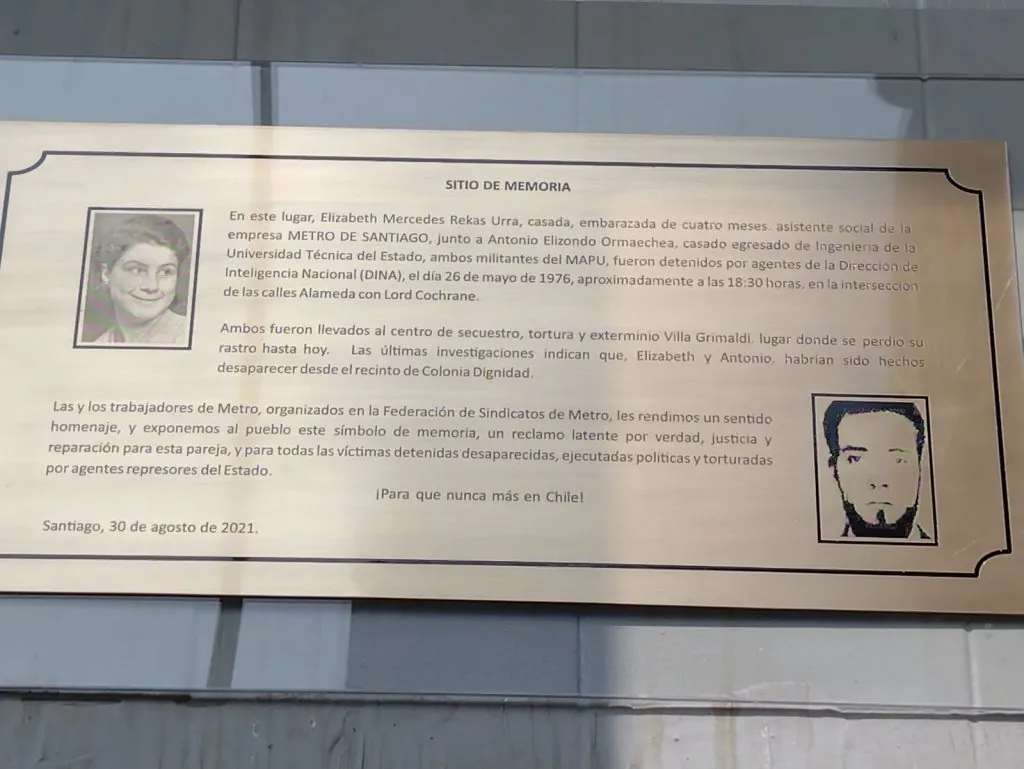 SITIO DE MEMORIA
En este lugar, Elizabeth Mercedes Rekas Urra, casada, embarazada de cuatro meses, asistente social de la
empresa METRO DE SANTIAGO, junto a Antonio Elizondo Ormaechea, casado egresado de Ingeniería de la
Universidad Técnica del Estado, ambos militantes del MAPU, fueron detenidos por agentes de la Dirección de
Inteligencia Nacional (DINA), el día 26 de mayo de 1976, aproximadamente a las 18:30 horas, en la intersección
de las calles Alameda con Lord Cochrane.
Ambos fueron llevados al centro de secuestro, tortura y exterminio Villa Grimaldi, lugar donde se perdio su
rastro hasta hoy. Las últimas investigaciones indican que, Elizabeth y Antonio, habrían sido hechos
desaparecer desde el recinto de Colonia Dignidad.
Las y los trabajadores de Metro, organizados en la Federación de Sindicatos de Metro, les rendimos un sentido
homenaje, y exponemos al pueblo este símbolo de memoria, un reclamo latente por verdad, justicia y
reparación para esta pareja, y para todas las víctimas detenidas desaparecidas, ejecutadas políticas y torturadas
por agentes represores del Estado.
¡Para que nunca más en Chile!
Santiago, 30 de agosto de 2021.